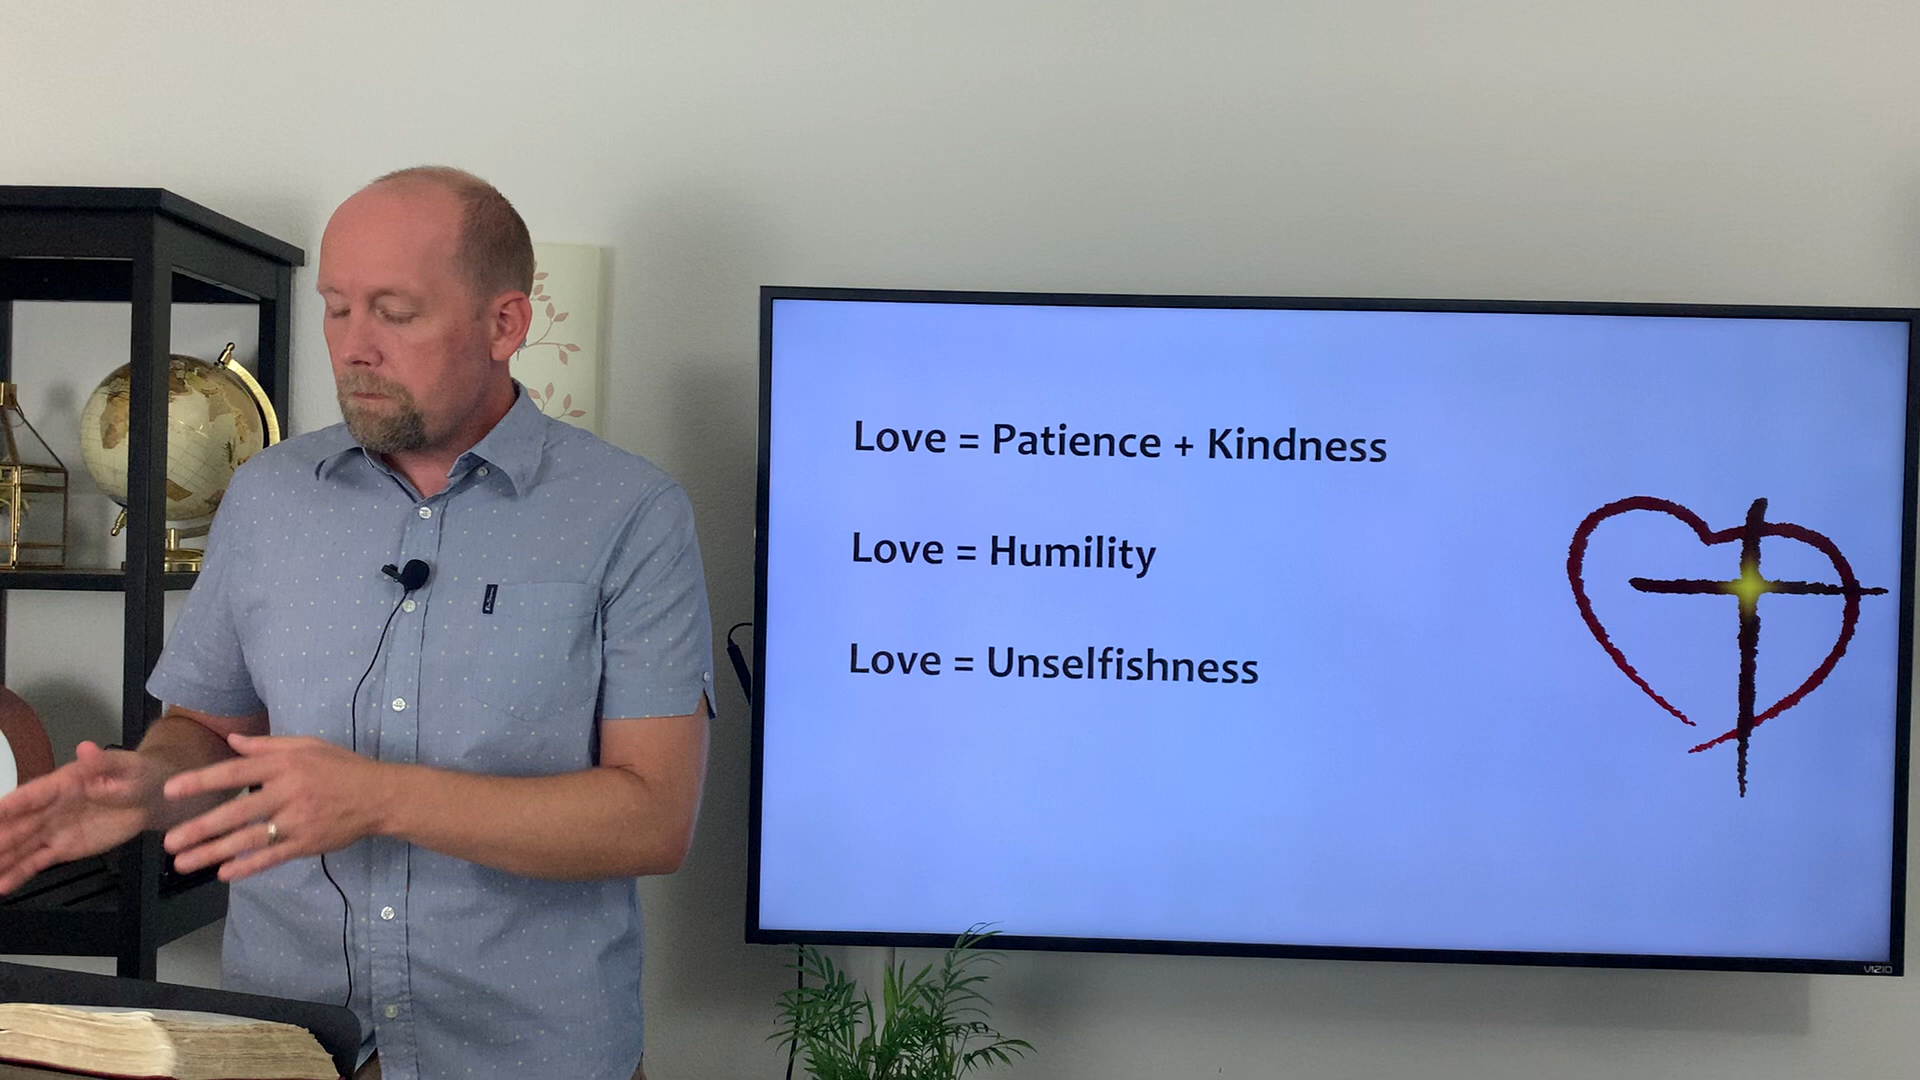 Love = Patience + Kindness
Love = Humility
Love = Unselfishness
VIZIO